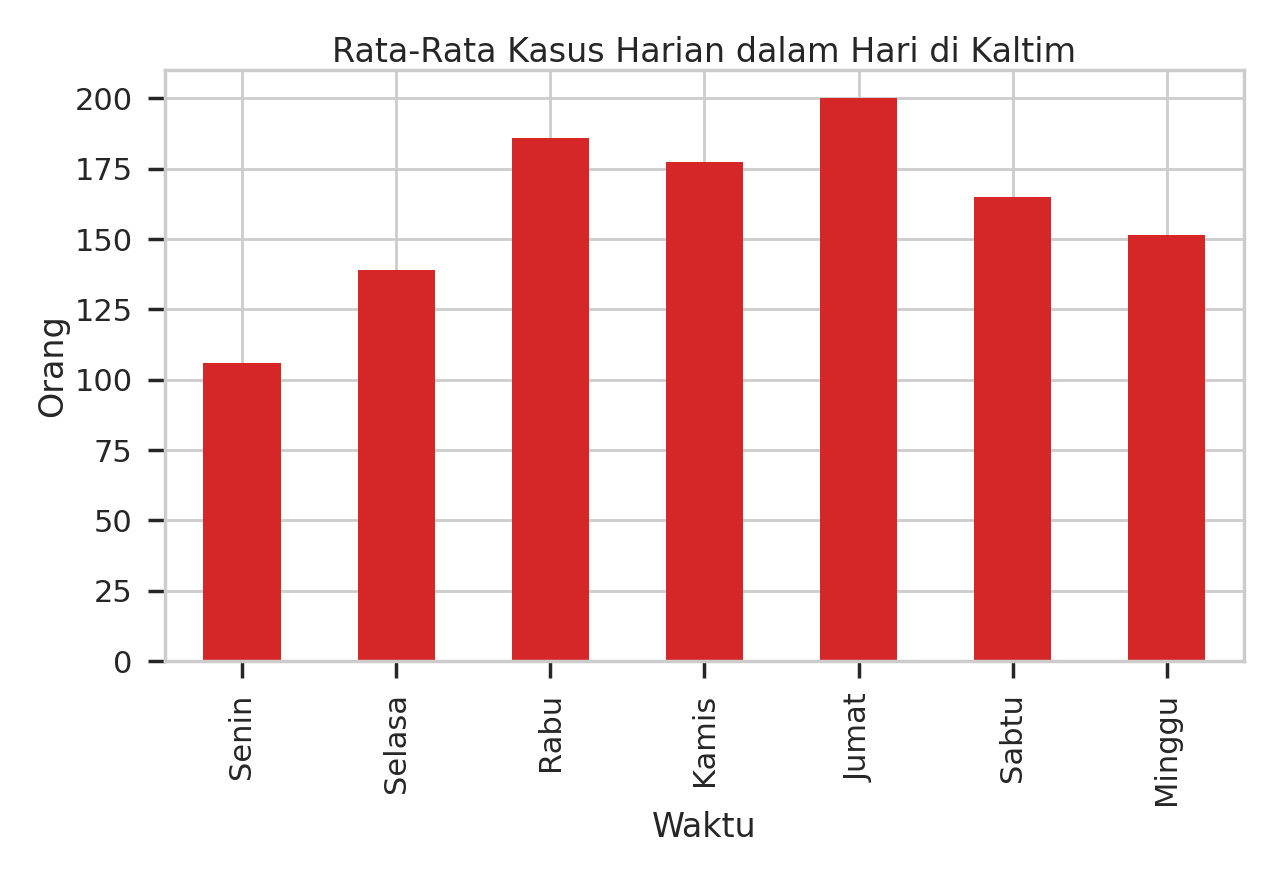 Rata-Rata Kasus Harian dalam Hari di Kaltim
Orang
200
175
150
125
100
75
50
25
0
Senin
Selasa
Rabu
Kamis
Jumat
Sabtu
Minggu
Waktu